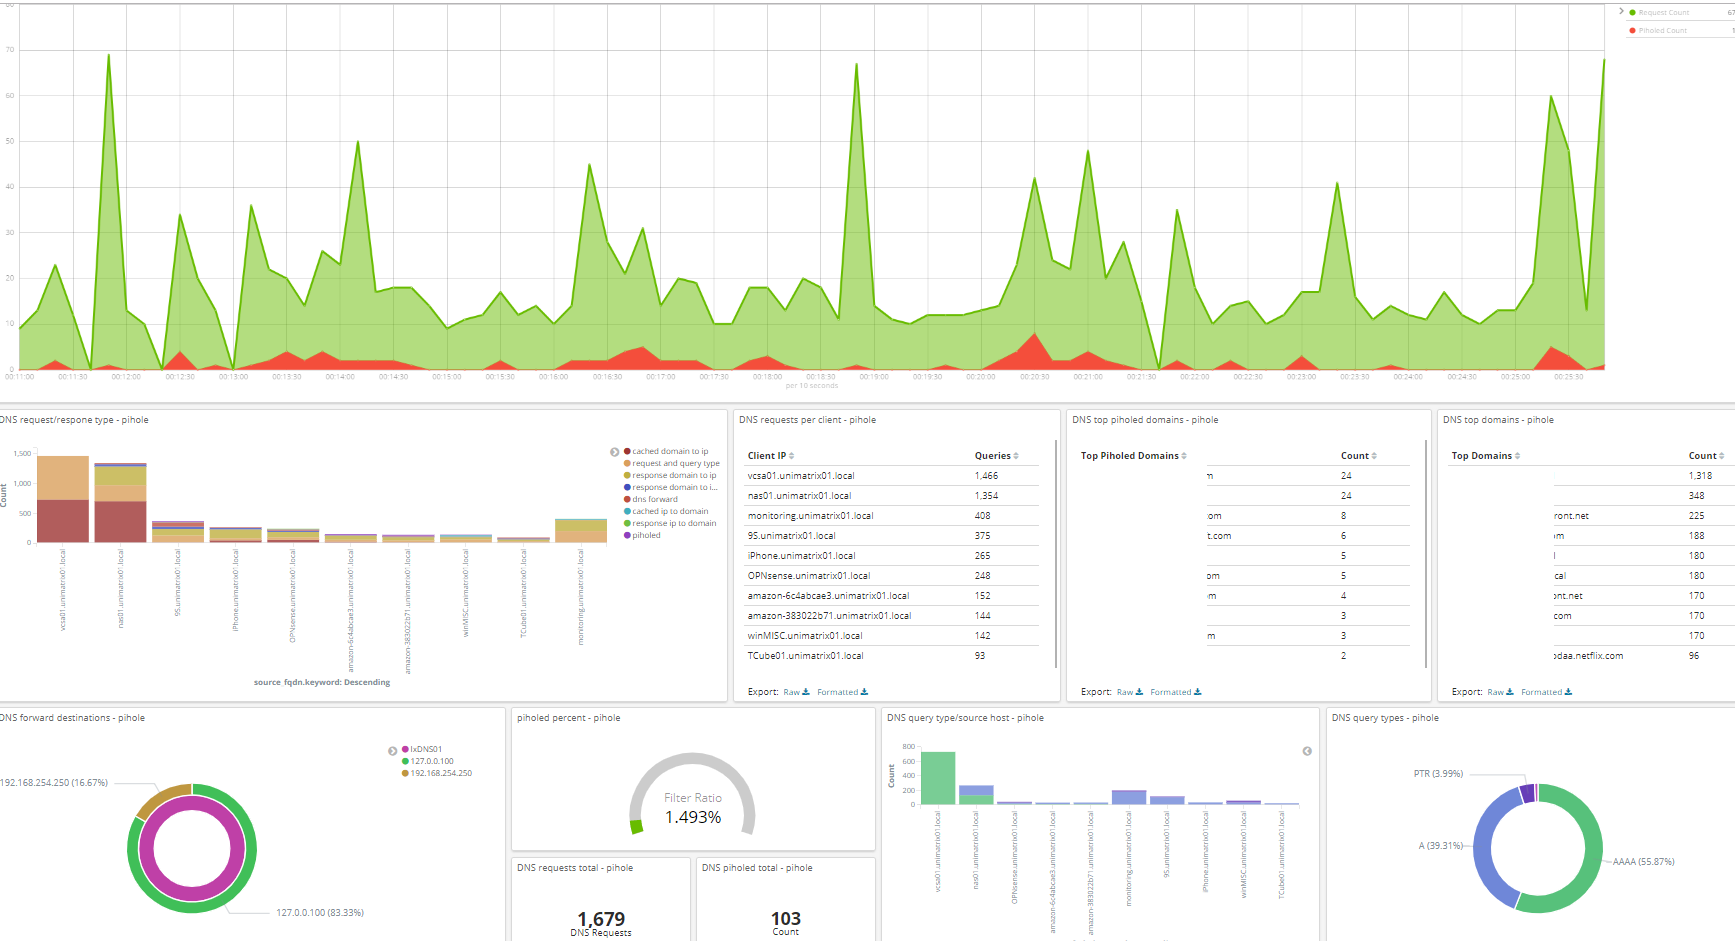 80
70
60
50
40
30
20
10
0
00:11:00 00:11:30 00:12:00 00:12:30 00:13:00 00:13:30 00:14:00 00:14:30 00:15:00 00:15:30 00:16:00 00:16:30 00:17:00 00:17:30 00:18:00 00:18:30 00:19:00 00:19:30 00:20:00 00:20:30 00:21:00 00:21:30 00:22:00 00:22:30 00:23:00 00:23:30 00:24:00 00:24:30 00:25:00 00:25:30
per 10 seconds
Request Count 67
Piholed Count 1
DNS request/respone type - pihole
Count
1,500
1,000
500
0
vcsa01.unimatrix01.local
nas01.unimatrix01.local
9S.unimatrix01.local
iPhone.unimatrix01.local
OPNsense.unimatrix01.local
amazon-6c4abcae3.unimatrix01.local
amazon-383022b71.unimatrix01.local
winMISC.unimatrix01.local
TCube01.unimatrix01.local
monitoring.unimatrix01.local
source_fqdn.keyword: Descending
cached domain to ip
request and query type
response domain to ip
response domain to i...
dns forward
cached ip to domain
response ip to domain
piholed
DNS requests per client - pihole
Client IP Queries
vcsa01.unimatrix01.local 1,466
nas01.unimatrix01.local 1,354
monitoring.unimatrix01.local 408
9S.unimatrix01.local 375
iPhone.unimatrix01.local 265
OPNsense.unimatrix01.local 248
amazon-6c4abcae3.unimatrix01.local 152
amazon-383022b71.unimatrix01.local 144
winMISC.unimatrix01.local 142
TCube01.unimatrix01.local 93
Export: Raw Formatted
DNS top piholed domains - pihole
Top Piholed Domains Count
m 24
24
om 8
t.com 6
5
om 5
m 4
3
m 3
2
Export: Raw Formatted
DNS top domains - pihole
Top Domains Count
1,318
348
ront.net 225
m 188
180
cal 180
ont.net 170
com 170
170
odaa.netflix.com 96
Export: Raw Formatted
DNS forward destinations - pihole
192.168.254.250 (16.67%)
127.0.0.100 (83.33%)
lxDNS01
127.0.0.100
192.168.254.250
piholed percent - pihole
Filter Ratio
1.493%
DNS requests total - pihole
1,679
DNS Requests
DNS piholed total - pihole
103
Count
DNS query type/source host - pihole
Count
800
600
400
200
0
vcsa01.unimatrix01.local
nas01.unimatrix01.local
OPNsense.unimatrix01.local
amazon-6c4abcae3.unimatrix01.local
amazon-383022b71.unimatrix01.local
monitoring.unimatrix01.local
9S.unimatrix01.local
iPhone.unimatrix01.local
winMISC.unimatrix01.local
TCube01.unimatrix01.local
DNS query types - pihole
PTR (3.99%)
A (39.31%)
AAAA (55.87%)